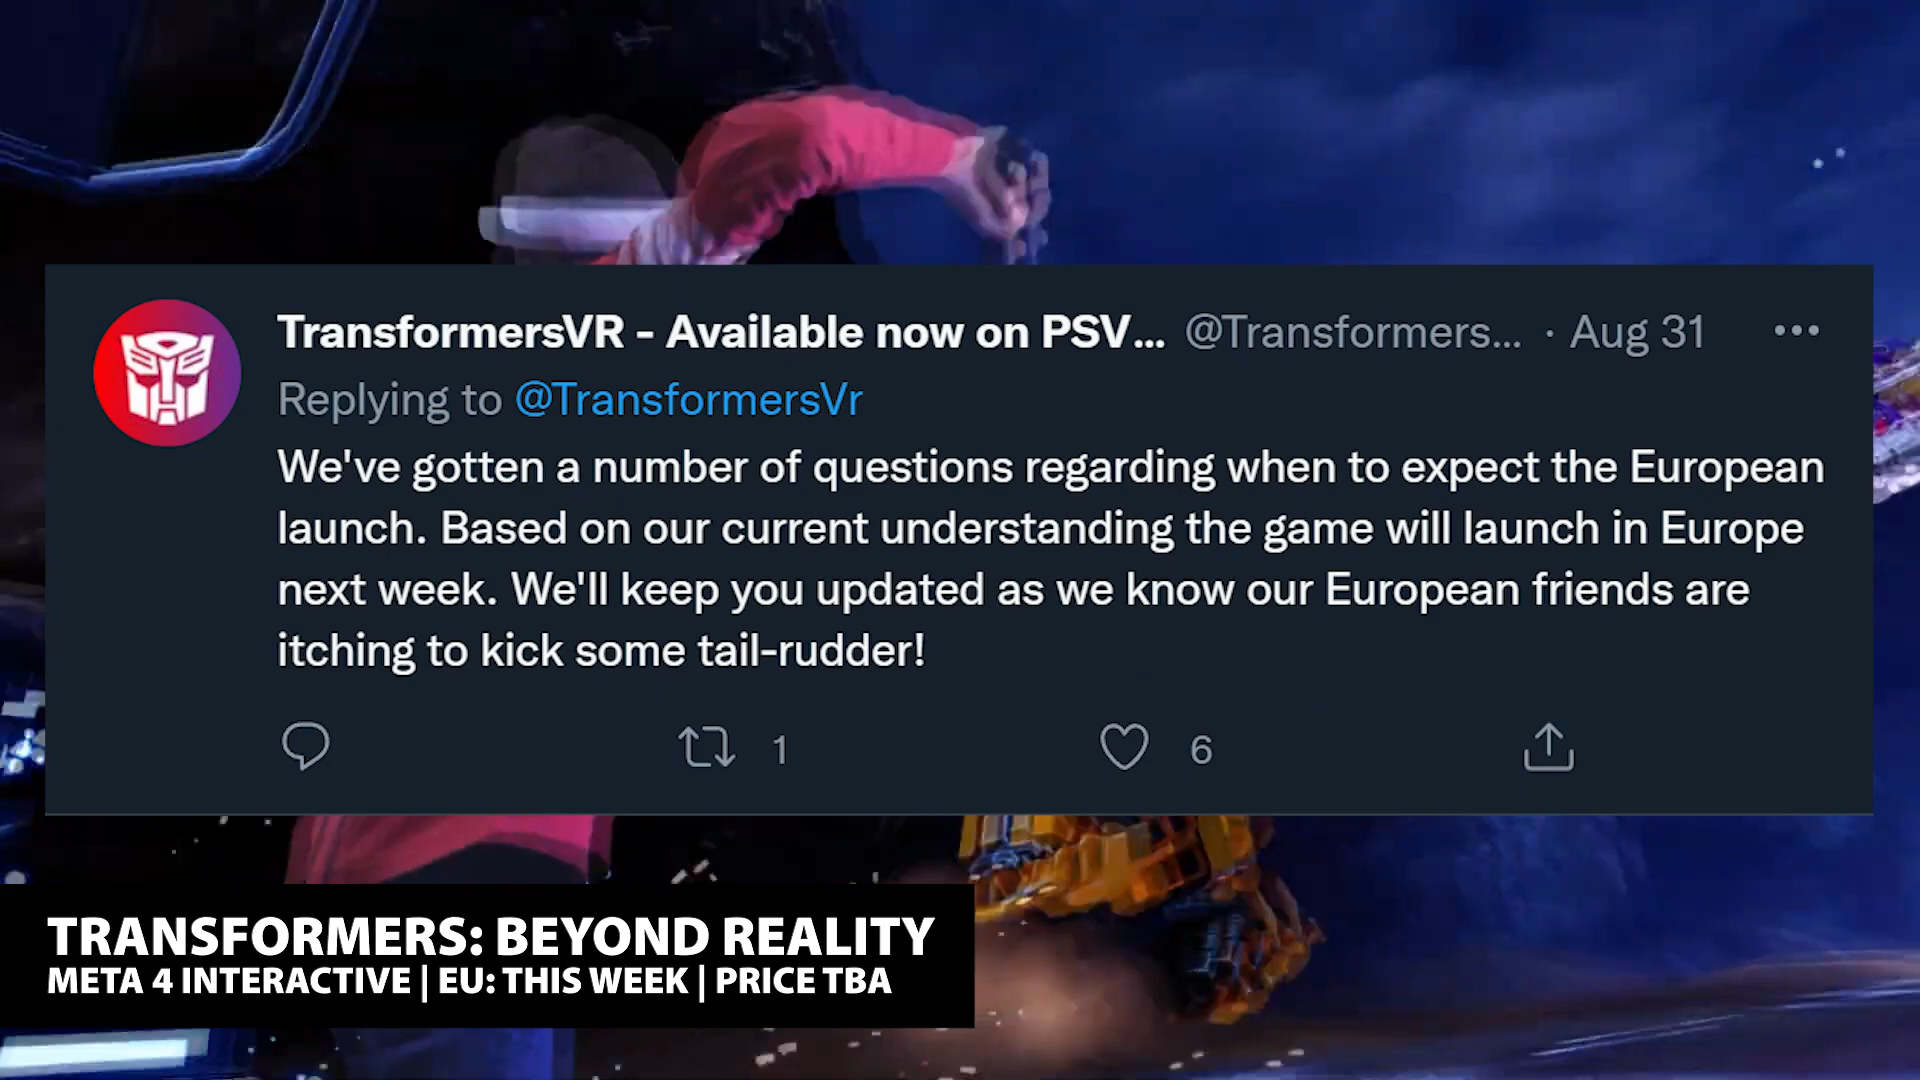 TransformersVR - Available now on PSV... @Transformers... · Aug 31
Replying to @TransformersVr
We've gotten a number of questions regarding when to expect the European
launch. Based on our current understanding the game will launch in Europe
next week. We'll keep you updated as we know our European friends are
itching to kick some tail-rudder!
1 6
TRANSFORMERS: BEYOND REALITY
META 4 INTERACTIVE | EU: THIS WEEK | PRICE TBA